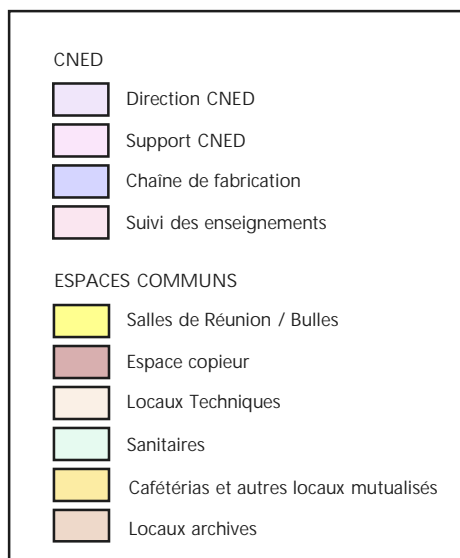 CNED
Direction CNED
Support CNED
Chaîne de fabrication
Suivi des enseignements
ESPACES COMMUNS
Salles de Réunion / Bulles
Espace copieur
Locaux Techniques
Sanitaires
Cafétérias et autres locaux mutualisés
Locaux archives